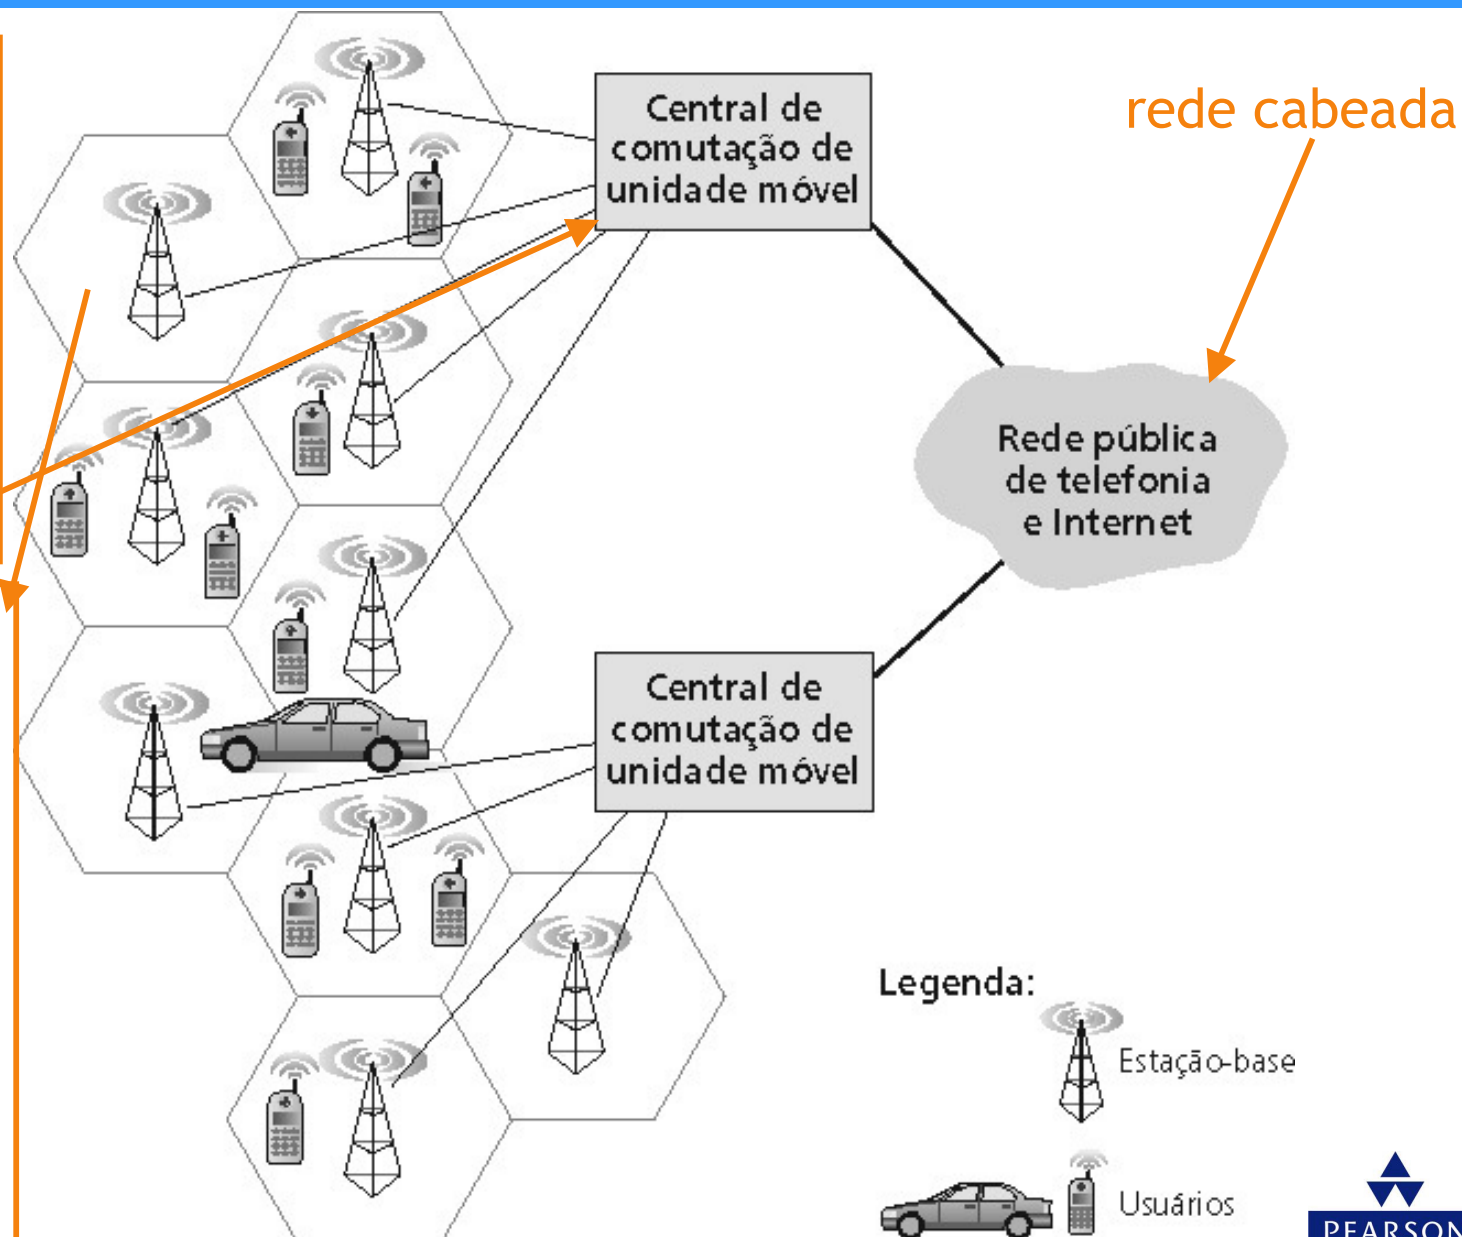 Central de
comutação de
unidade móvel
rede cabeada
Rede pública
de telefonia
e Internet
Central de
comutação de
unidade móvel
Legenda:
Estação-base
Usuários
PEARSON